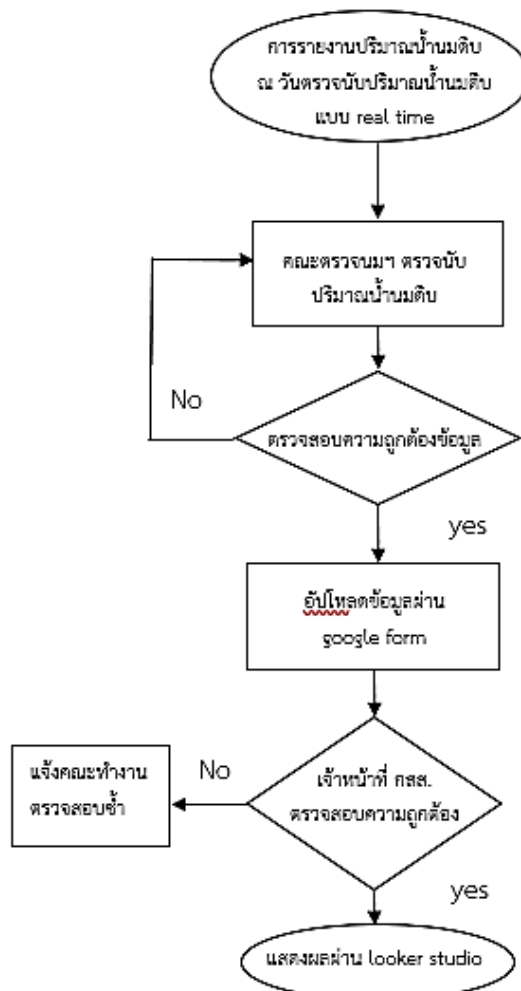 การรายงานปริมาณน้ำนมดิบ
ณ วันตรวจนับปริมาณน้ำนมดิบ
แบบ real time
คณะตรวจนมฯ ตรวจนับ
ปริมาณน้ำนมดิบ
No
ตรวจสอบความถูกต้องข้อมูล
yes
อัปโหลดข้อมูลผ่าน
google form
แจ้งคณะทำงาน
ตรวจสอบซ้ำ
No
เจ้าหน้าที่ กสส.
ตรวจสอบความถูกต้อง
yes
แสดงผลผ่าน looker studio